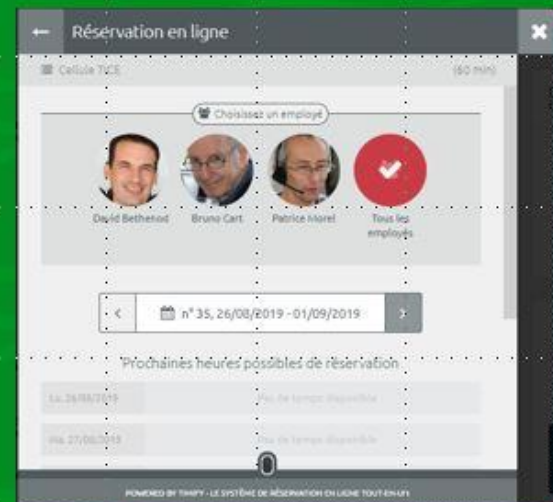 Réservation en ligne
Cellule TICE (60 min)
Choisissez un employé
David Bethenod Bruno Cart Patrice Morel Tous les
employés
n° 35, 26/08/2019 - 01/09/2019
Prochaines heures possibles de réservation
Lu. 26/08/2019 Pas de temps disponible
Ma. 27/08/2019 Pas de temps disponible
POWERED BY TIMIFY - LE SYSTÈME DE RÉSERVATION EN LIGNE TOUT-EN-UN